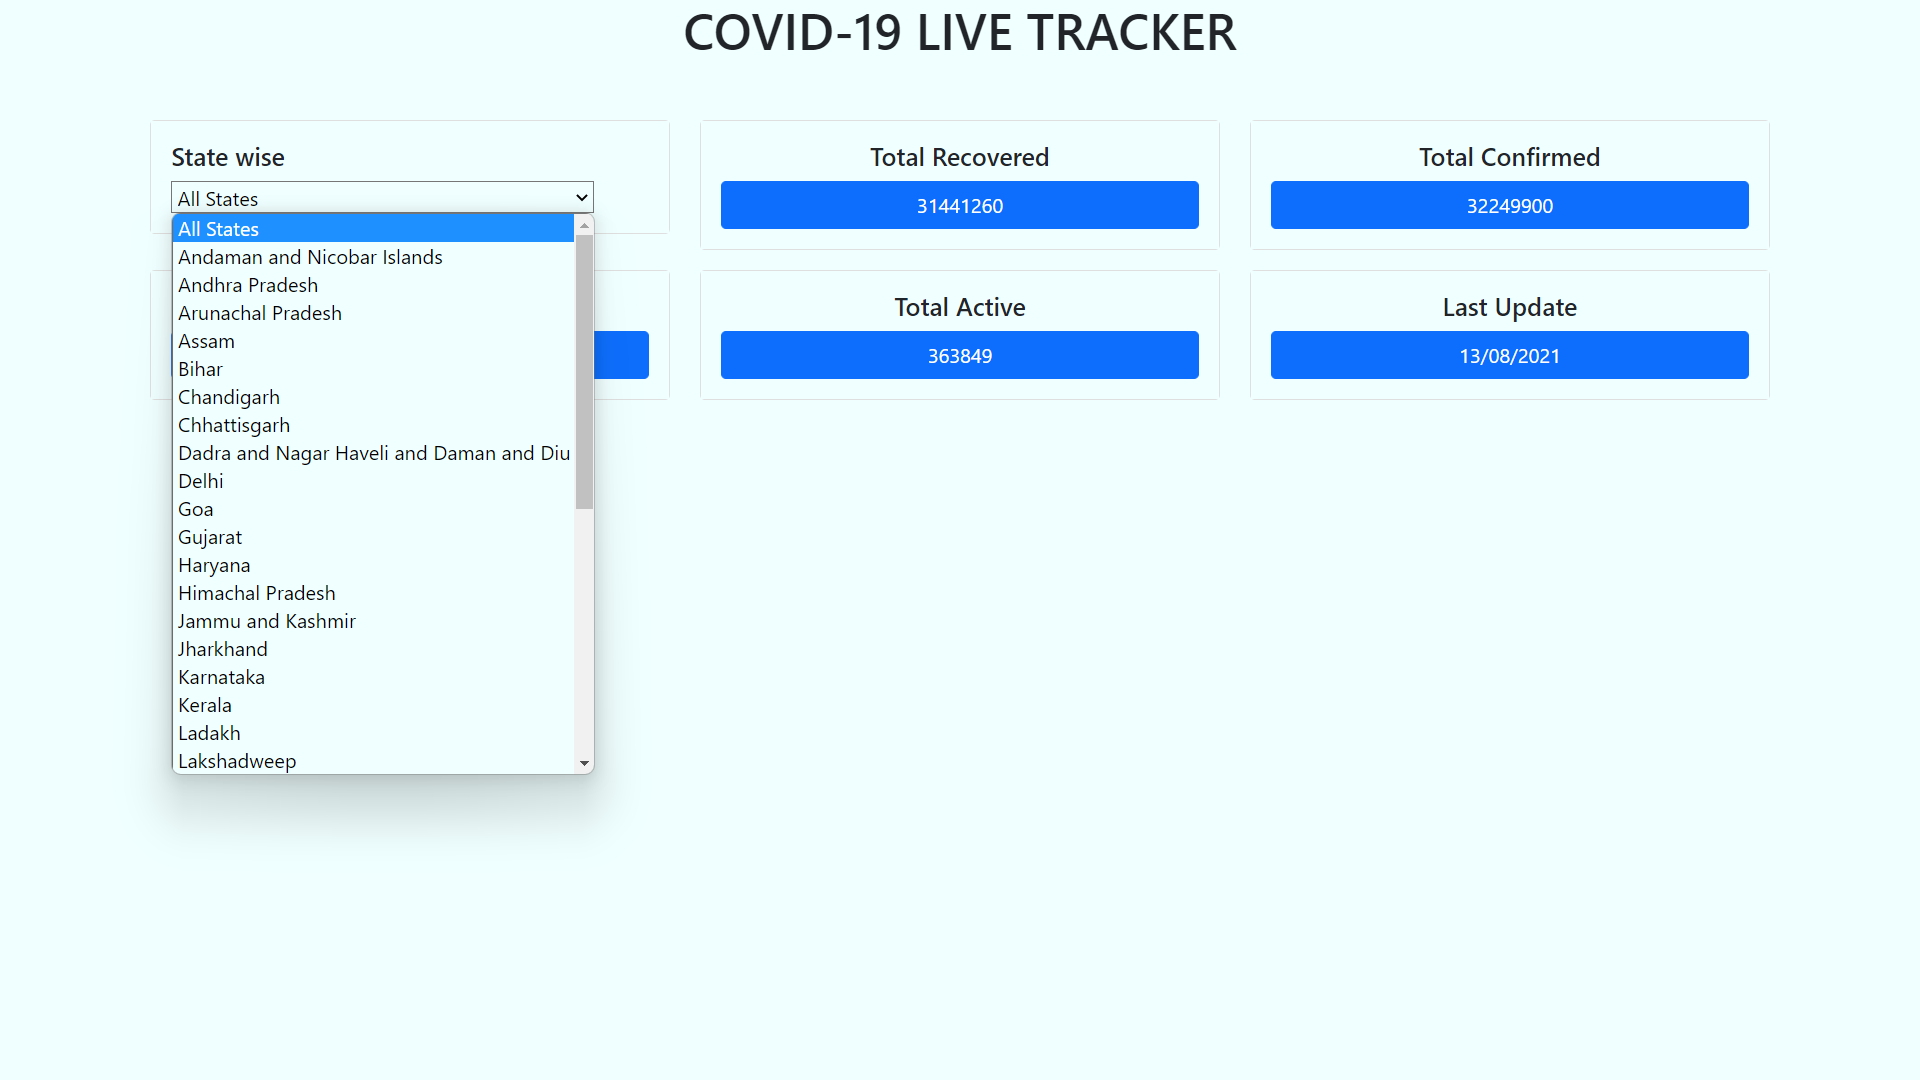 COVID-19 LIVE TRACKER
State wise
All States
All States
Andaman and Nicobar Islands
Andhra Pradesh
Arunachal Pradesh
Assam
Bihar
Chandigarh
Chhattisgarh
Dadra and Nagar Haveli and Daman and Diu
Delhi
Goa
Gujarat
Haryana
Himachal Pradesh
Jammu and Kashmir
Jharkhand
Karnataka
Kerala
Ladakh
Lakshadweep
Total Recovered
31441260
Total Confirmed
32249900
Total Active
363849
Last Update
13/08/2021